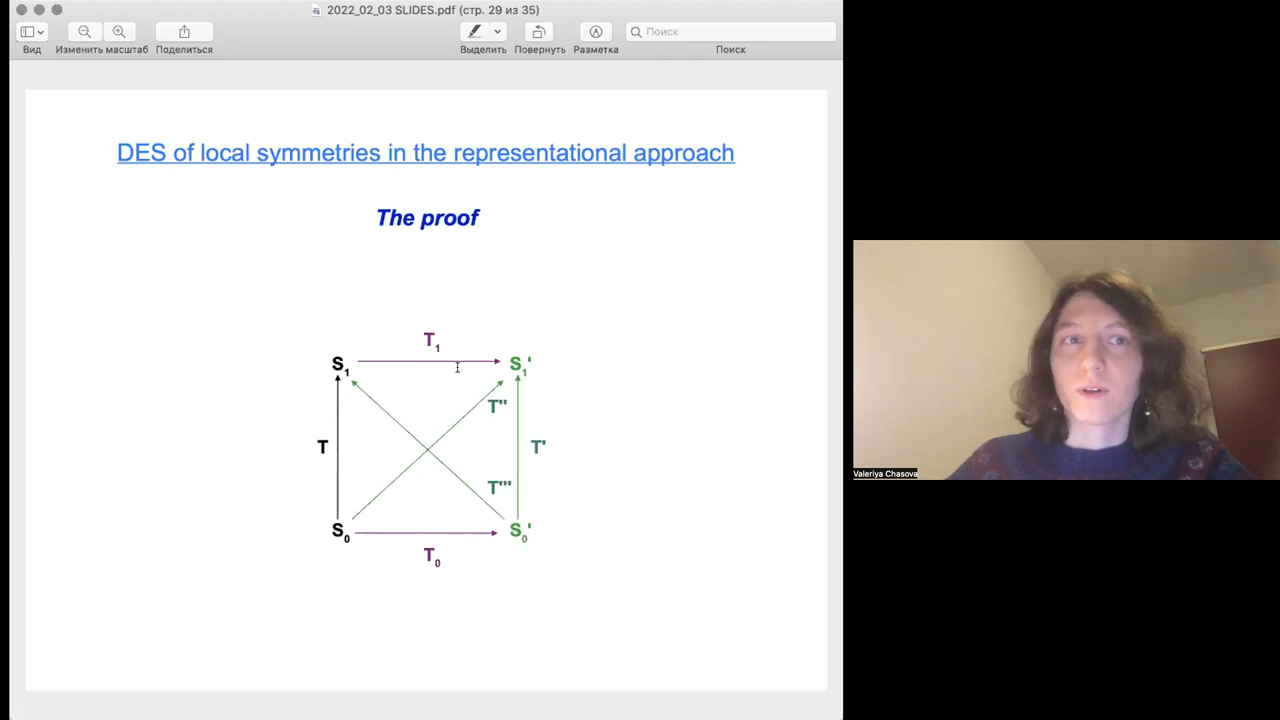 2022_02_03 SLIDES.pdf (стр. 29 из 35)
Вид
Изменить масштаб
Поделиться
Выделить
Повернуть
Разметка
Поиск
Поиск
DES of local symmetries in the representational approach
The proof
T1
S1
S1'
T''
T
T'
T'''
S0
S0'
T0
Valeriya Chasova